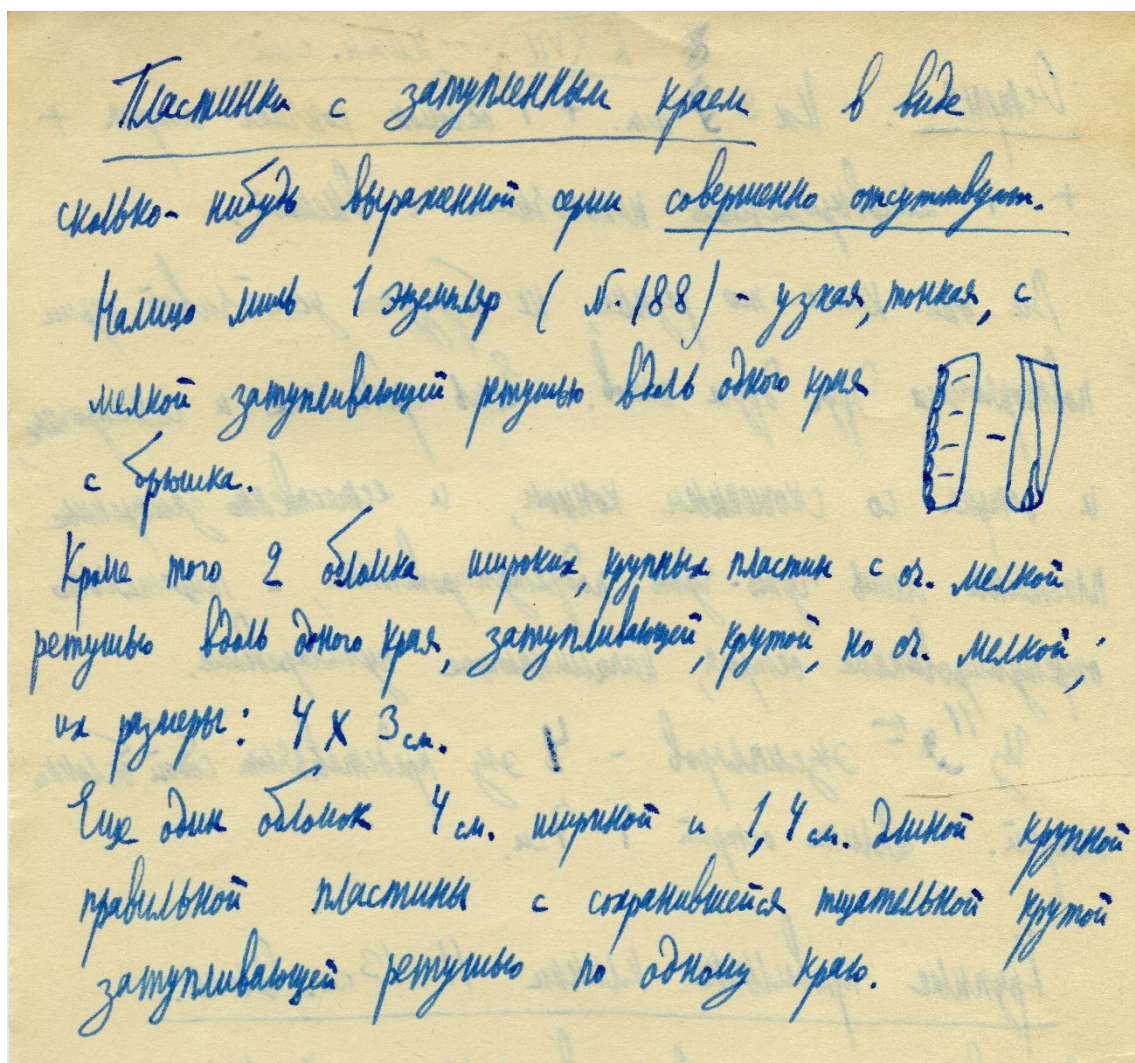 Пластинки с затупленным краем в виде
сколько-нибудь выраженной серии совершенно отсутствуют.
Налицо лишь 1 экземпляр (№188) - узкая, тонкая, с
мелкой затупливающей ретушью вдоль одного края
с брюшка.
Кроме того 2 обломка широких, крупных пластин с оч. мелкой
ретушью вдоль одного края, затупливающей, крутой, но оч. мелкой;
их размеры: 4 X 3 см.
Еще один обломок 4 см. шириной и 1,4 см. длиной крупной
правильной пластины с сохранившейся тщательной крутой
затупливающей ретушью по одному краю.